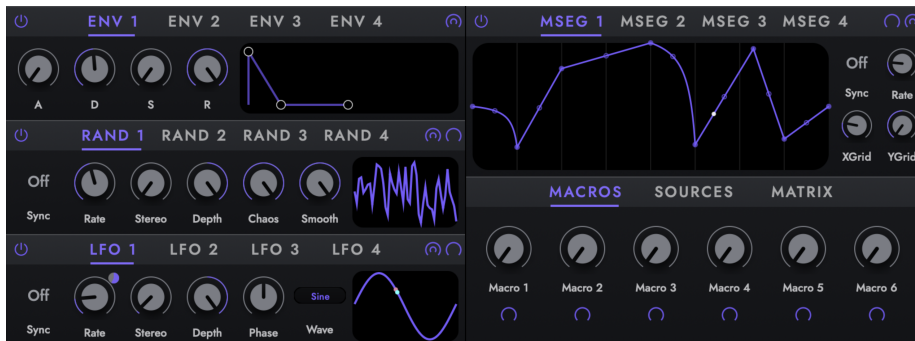 ENV 1 ENV 2 ENV 3 ENV 4
A D S R
RAND 1 RAND 2 RAND 3 RAND 4
Off
Sync Rate Stereo Depth Chaos Smooth
LFO 1 LFO 2 LFO 3 LFO 4
Off Sine
Sync Rate Stereo Depth Phase Wave
MSEG 1 MSEG 2 MSEG 3 MSEG 4
Off
Sync Rate
XGrid YGrid
MACROS SOURCES MATRIX
Macro 1 Macro 2 Macro 3 Macro 4 Macro 5 Macro 6